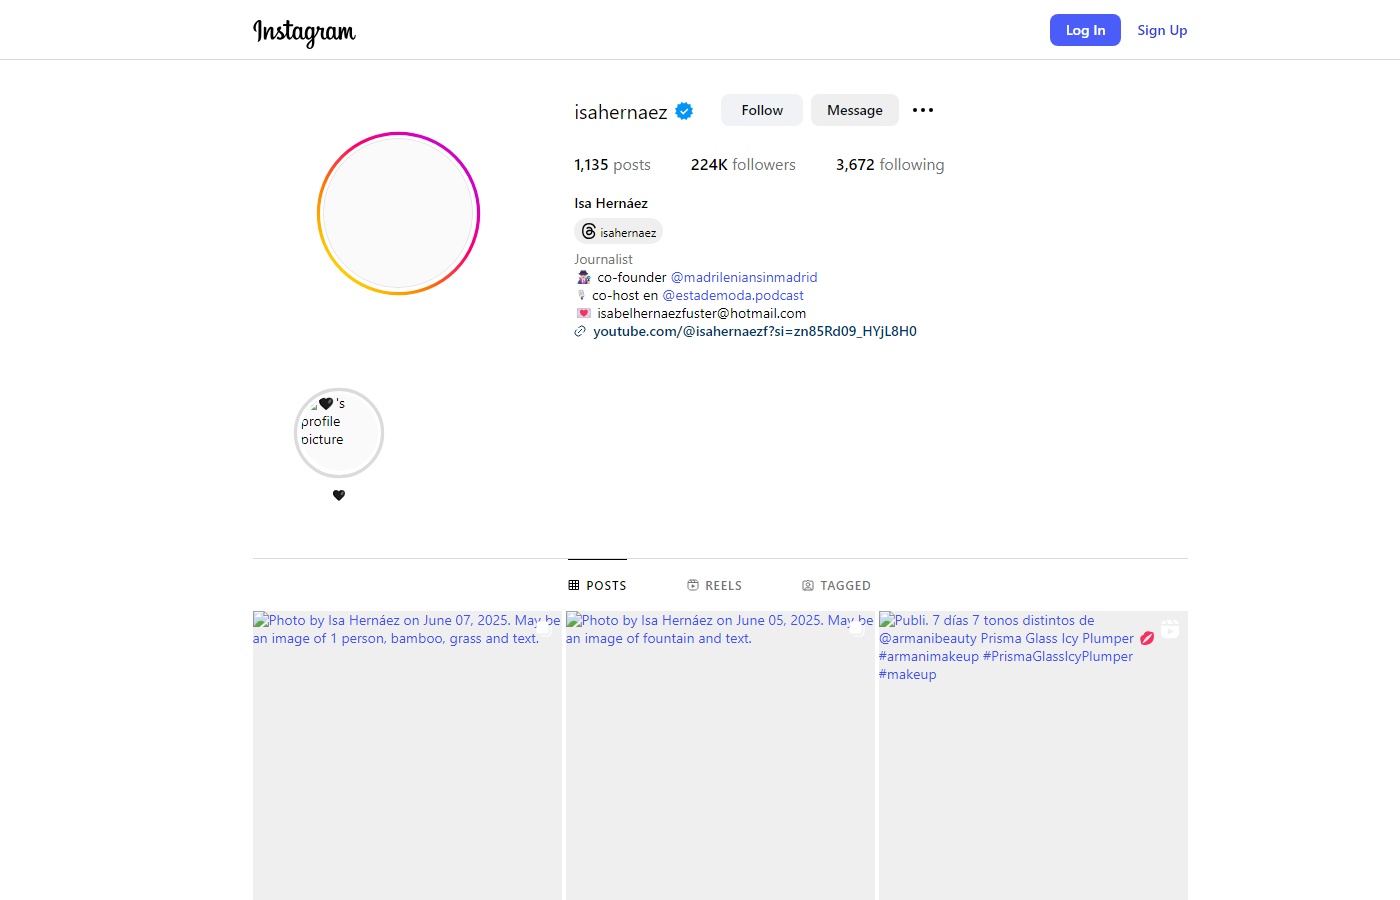 Instagram
Log In
Sign Up
isahernaez
Follow
Message
1,135 posts
224K followers
3,672 following
Isa Hernáez
isahernaez
Journalist
🕵🏻‍♀️ co-founder @madrileniansinmadrid
🎙 co-host en @estademoda.podcast
💌 isabelhernaezfuster@hotmail.com
youtube.com/@isahernaezf?si=zn85Rd09_HYjL8H0
🖤's
profile
picture
🖤
POSTS
REELS
TAGGED
Photo by Isa Hernáez on June 07, 2025. May be
an image of 1 person, bamboo, grass and text.
Photo by Isa Hernáez on June 05, 2025. May be
an image of fountain and text.
Publi. 7 días 7 tonos distintos de
@armanibeauty Prisma Glass Icy Plumper 💋
#armanimakeup #PrismaGlassIcyPlumper
#makeup